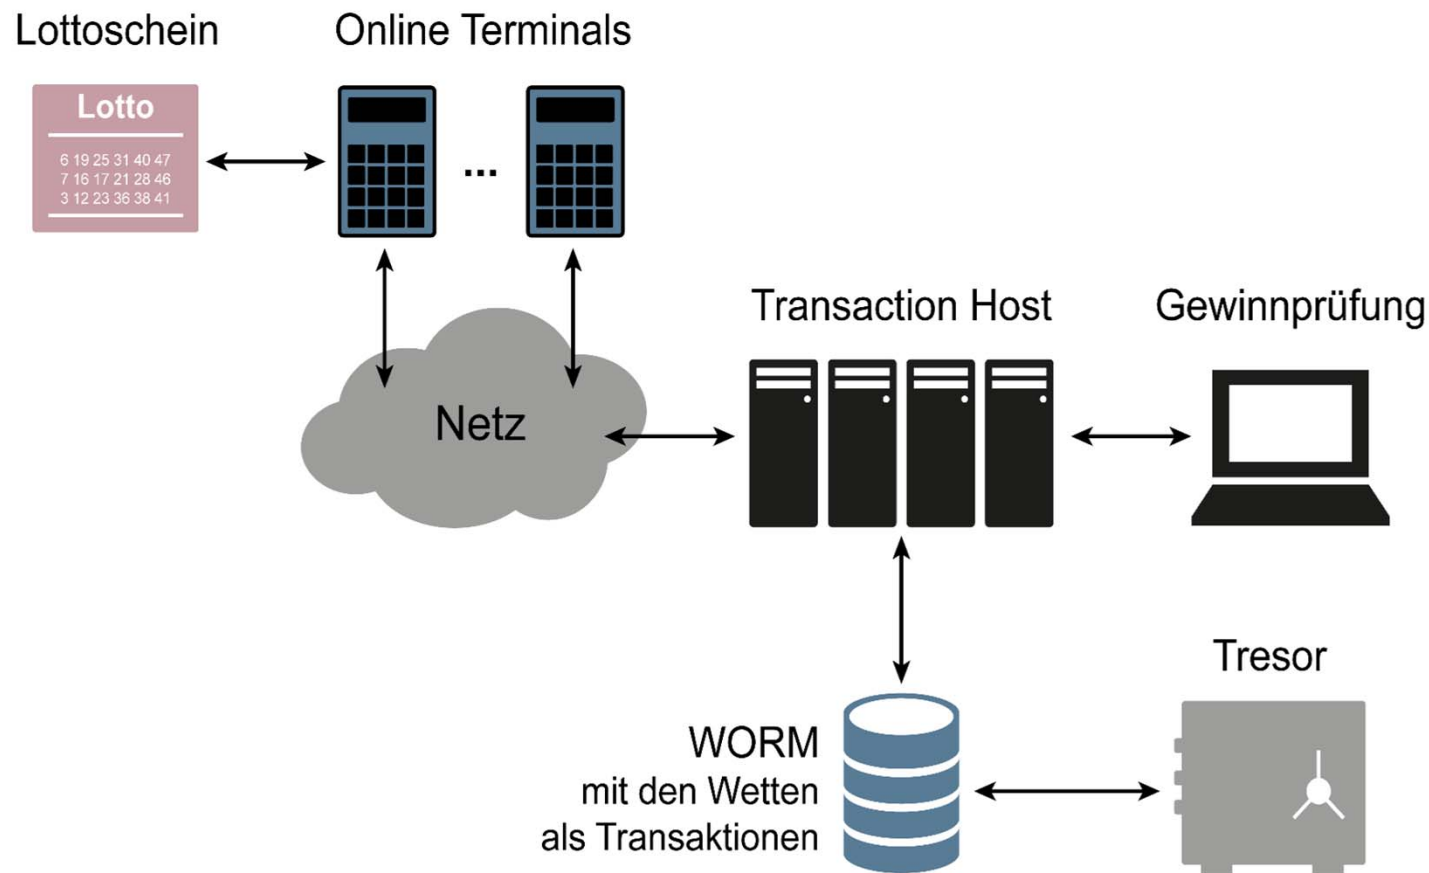 Lottoschein
Online Terminals
Lotto
6 19 25 31 40 47
7 16 17 21 28 46
3 12 23 36 38 41
...
Netz
Transaction Host
Gewinnprüfung
WORM
mit den Wetten
als Transaktionen
Tresor